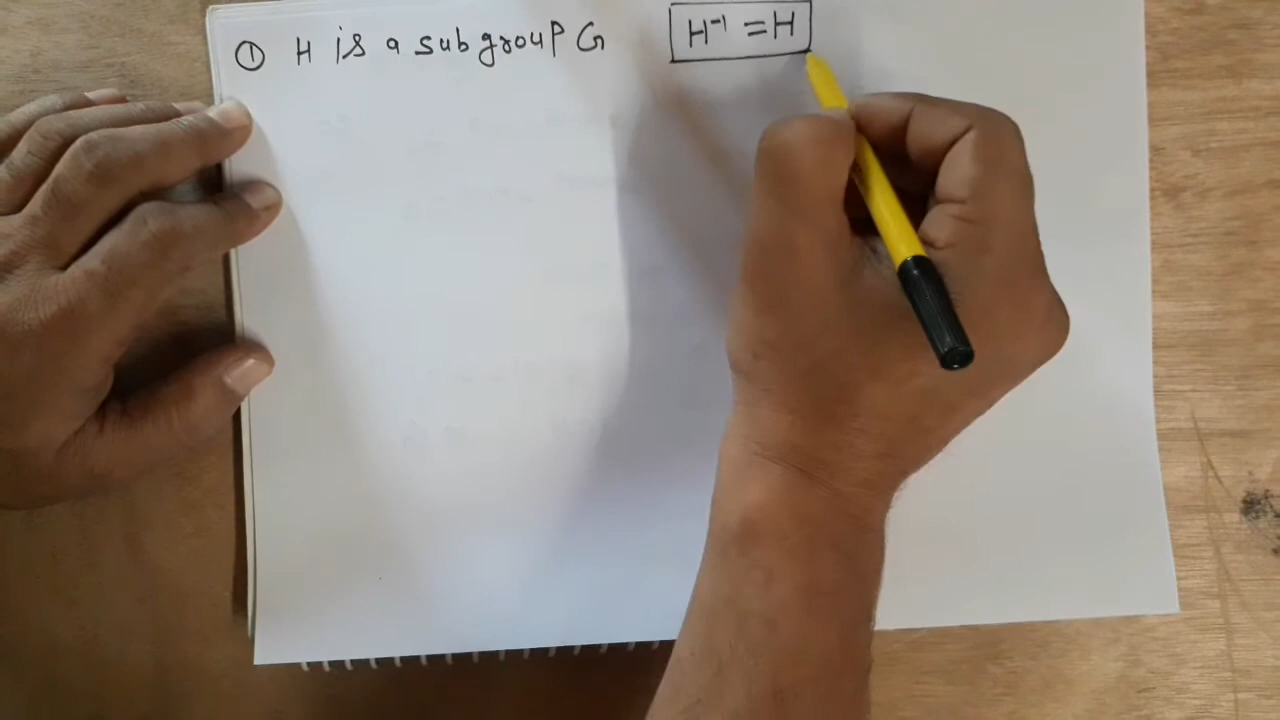 ① H is a subgroup G H⁻¹ = H